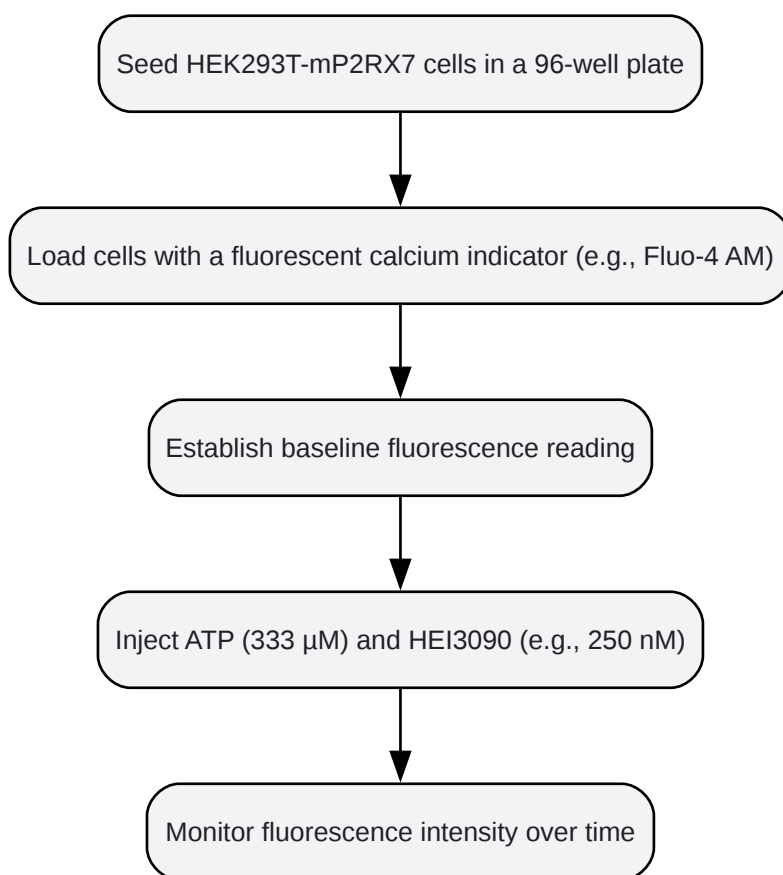 Seed HEK293T-mP2RX7 cells in a 96-well plate
Load cells with a fluorescent calcium indicator (e.g., Fluo-4 AM)
Establish baseline fluorescence reading
Inject ATP (333 µM) and HEI3090 (e.g., 250 nM)
Monitor fluorescence intensity over time